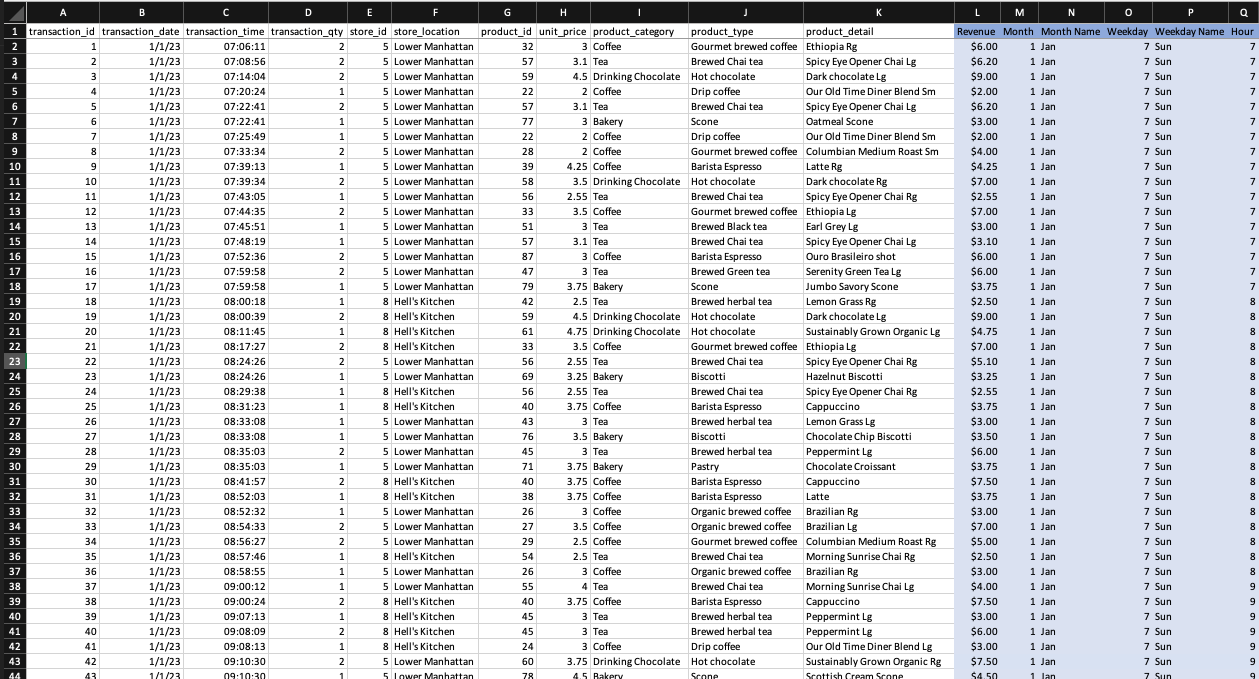 A B C D E F G H I J K L M N O P Q
1 transaction_id transaction_date transaction_time transaction_qty store_id store_location product_id unit_price product_category product_type product_detail Revenue Month Month Name Weekday Weekday Name Hour
2 1 1/1/23 07:06:11 2 5 Lower Manhattan 32 3 Coffee Gourmet brewed coffee Ethiopia Rg $6.00 1 Jan 7 Sun 7
3 2 1/1/23 07:08:56 2 5 Lower Manhattan 57 3.1 Tea Brewed Chai tea Spicy Eye Opener Chai Lg $6.20 1 Jan 7 Sun 7
4 3 1/1/23 07:14:04 2 5 Lower Manhattan 59 4.5 Drinking Chocolate Hot chocolate Dark chocolate Lg $9.00 1 Jan 7 Sun 7
5 4 1/1/23 07:20:24 1 5 Lower Manhattan 22 2 Coffee Drip coffee Our Old Time Diner Blend Sm $2.00 1 Jan 7 Sun 7
6 5 1/1/23 07:22:41 2 5 Lower Manhattan 57 3.1 Tea Brewed Chai tea Spicy Eye Opener Chai Lg $6.20 1 Jan 7 Sun 7
7 6 1/1/23 07:22:41 1 5 Lower Manhattan 77 3 Bakery Scone Oatmeal Scone $3.00 1 Jan 7 Sun 7
8 7 1/1/23 07:25:49 1 5 Lower Manhattan 22 2 Coffee Drip coffee Our Old Time Diner Blend Sm $2.00 1 Jan 7 Sun 7
9 8 1/1/23 07:33:34 2 5 Lower Manhattan 28 2 Coffee Gourmet brewed coffee Columbian Medium Roast Sm $4.00 1 Jan 7 Sun 7
10 9 1/1/23 07:39:13 1 5 Lower Manhattan 39 4.25 Coffee Barista Espresso Latte Rg $4.25 1 Jan 7 Sun 7
11 10 1/1/23 07:39:34 2 5 Lower Manhattan 58 3.5 Drinking Chocolate Hot chocolate Dark chocolate Rg $7.00 1 Jan 7 Sun 7
12 11 1/1/23 07:43:05 1 5 Lower Manhattan 56 2.55 Tea Brewed Chai tea Spicy Eye Opener Chai Rg $2.55 1 Jan 7 Sun 7
13 12 1/1/23 07:44:35 2 5 Lower Manhattan 33 3.5 Coffee Gourmet brewed coffee Ethiopia Lg $7.00 1 Jan 7 Sun 7
14 13 1/1/23 07:45:51 1 5 Lower Manhattan 51 3 Tea Brewed Black tea Earl Grey Lg $3.00 1 Jan 7 Sun 7
15 14 1/1/23 07:48:19 1 5 Lower Manhattan 57 3.1 Tea Brewed Chai tea Spicy Eye Opener Chai Lg $3.10 1 Jan 7 Sun 7
16 15 1/1/23 07:52:36 2 5 Lower Manhattan 87 3 Coffee Barista Espresso Ouro Brasileiro shot $6.00 1 Jan 7 Sun 7
17 16 1/1/23 07:59:58 2 5 Lower Manhattan 47 3 Tea Brewed Green tea Serenity Green Tea Lg $6.00 1 Jan 7 Sun 7
18 17 1/1/23 07:59:58 1 5 Lower Manhattan 79 3.75 Bakery Scone Jumbo Savory Scone $3.75 1 Jan 7 Sun 7
19 18 1/1/23 08:00:18 1 8 Hell's Kitchen 42 2.5 Tea Brewed herbal tea Lemon Grass Rg $2.50 1 Jan 7 Sun 8
20 19 1/1/23 08:00:39 2 8 Hell's Kitchen 59 4.5 Drinking Chocolate Hot chocolate Dark chocolate Lg $9.00 1 Jan 7 Sun 8
21 20 1/1/23 08:11:45 1 8 Hell's Kitchen 61 4.75 Drinking Chocolate Hot chocolate Sustainably Grown Organic Lg $4.75 1 Jan 7 Sun 8
22 21 1/1/23 08:17:27 2 8 Hell's Kitchen 33 3.5 Coffee Gourmet brewed coffee Ethiopia Lg $7.00 1 Jan 7 Sun 8
23 22 1/1/23 08:24:26 2 5 Lower Manhattan 56 2.55 Tea Brewed Chai tea Spicy Eye Opener Chai Rg $5.10 1 Jan 7 Sun 8
24 23 1/1/23 08:24:26 1 5 Lower Manhattan 69 3.25 Bakery Biscotti Hazelnut Biscotti $3.25 1 Jan 7 Sun 8
25 24 1/1/23 08:29:38 1 8 Hell's Kitchen 56 2.55 Tea Brewed Chai tea Spicy Eye Opener Chai Rg $2.55 1 Jan 7 Sun 8
26 25 1/1/23 08:31:23 1 8 Hell's Kitchen 40 3.75 Coffee Barista Espresso Cappuccino $3.75 1 Jan 7 Sun 8
27 26 1/1/23 08:33:08 1 5 Lower Manhattan 43 3 Tea Brewed herbal tea Lemon Grass Lg $3.00 1 Jan 7 Sun 8
28 27 1/1/23 08:33:08 1 5 Lower Manhattan 76 3.5 Bakery Biscotti Chocolate Chip Biscotti $3.50 1 Jan 7 Sun 8
29 28 1/1/23 08:35:03 2 5 Lower Manhattan 45 3 Tea Brewed herbal tea Peppermint Lg $6.00 1 Jan 7 Sun 8
30 29 1/1/23 08:35:03 1 5 Lower Manhattan 71 3.75 Bakery Pastry Chocolate Croissant $3.75 1 Jan 7 Sun 8
31 30 1/1/23 08:41:57 2 8 Hell's Kitchen 40 3.75 Coffee Barista Espresso Cappuccino $7.50 1 Jan 7 Sun 8
32 31 1/1/23 08:52:03 1 8 Hell's Kitchen 38 3.75 Coffee Barista Espresso Latte $3.75 1 Jan 7 Sun 8
33 32 1/1/23 08:52:32 1 5 Lower Manhattan 26 3 Coffee Organic brewed coffee Brazilian Rg $3.00 1 Jan 7 Sun 8
34 33 1/1/23 08:54:33 2 5 Lower Manhattan 27 3.5 Coffee Organic brewed coffee Brazilian Lg $7.00 1 Jan 7 Sun 8
35 34 1/1/23 08:56:27 2 5 Lower Manhattan 29 2.5 Coffee Gourmet brewed coffee Columbian Medium Roast Rg $5.00 1 Jan 7 Sun 8
36 35 1/1/23 08:57:46 1 8 Hell's Kitchen 54 2.5 Tea Brewed Chai tea Morning Sunrise Chai Rg $2.50 1 Jan 7 Sun 8
37 36 1/1/23 08:58:55 1 5 Lower Manhattan 26 3 Coffee Organic brewed coffee Brazilian Rg $3.00 1 Jan 7 Sun 8
38 37 1/1/23 09:00:12 1 5 Lower Manhattan 55 4 Tea Brewed Chai tea Morning Sunrise Chai Lg $4.00 1 Jan 7 Sun 9
39 38 1/1/23 09:00:24 2 8 Hell's Kitchen 40 3.75 Coffee Barista Espresso Cappuccino $7.50 1 Jan 7 Sun 9
40 39 1/1/23 09:07:13 1 8 Hell's Kitchen 45 3 Tea Brewed herbal tea Peppermint Lg $3.00 1 Jan 7 Sun 9
41 40 1/1/23 09:08:09 2 8 Hell's Kitchen 45 3 Tea Brewed herbal tea Peppermint Lg $6.00 1 Jan 7 Sun 9
42 41 1/1/23 09:08:13 1 8 Hell's Kitchen 24 3 Coffee Drip coffee Our Old Time Diner Blend Lg $3.00 1 Jan 7 Sun 9
43 42 1/1/23 09:10:30 2 5 Lower Manhattan 60 3.75 Drinking Chocolate Hot chocolate Sustainably Grown Organic Rg $7.50 1 Jan 7 Sun 9
44 43 1/1/23 09:10:30 1 5 Lower Manhattan 78 4.5 Bakery Scone Scottish Cream Scone $4.50 1 Jan 7 Sun 9